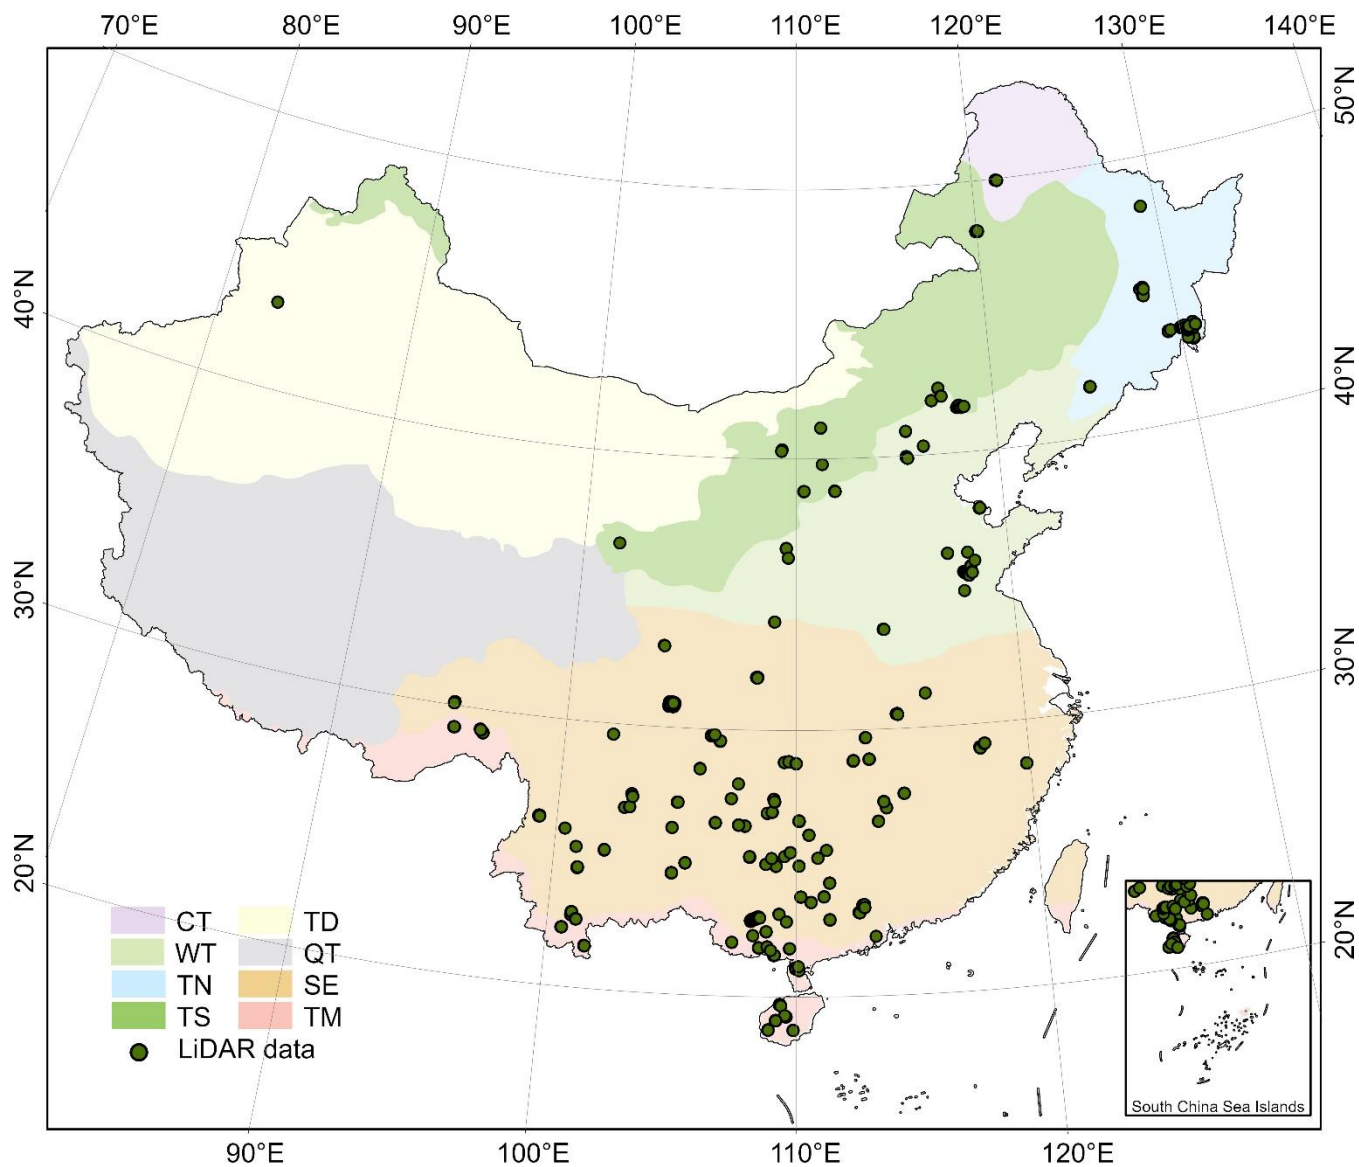 70°E 80°E 90°E 100°E 110°E 120°E 130°E 140°E
50°N
40°N
40°N
30°N
30°N
20°N
20°N
CT TD
WT QT
TN SE
TS TM
LiDAR data
South China Sea Islands
90°E 100°E 110°E 120°E